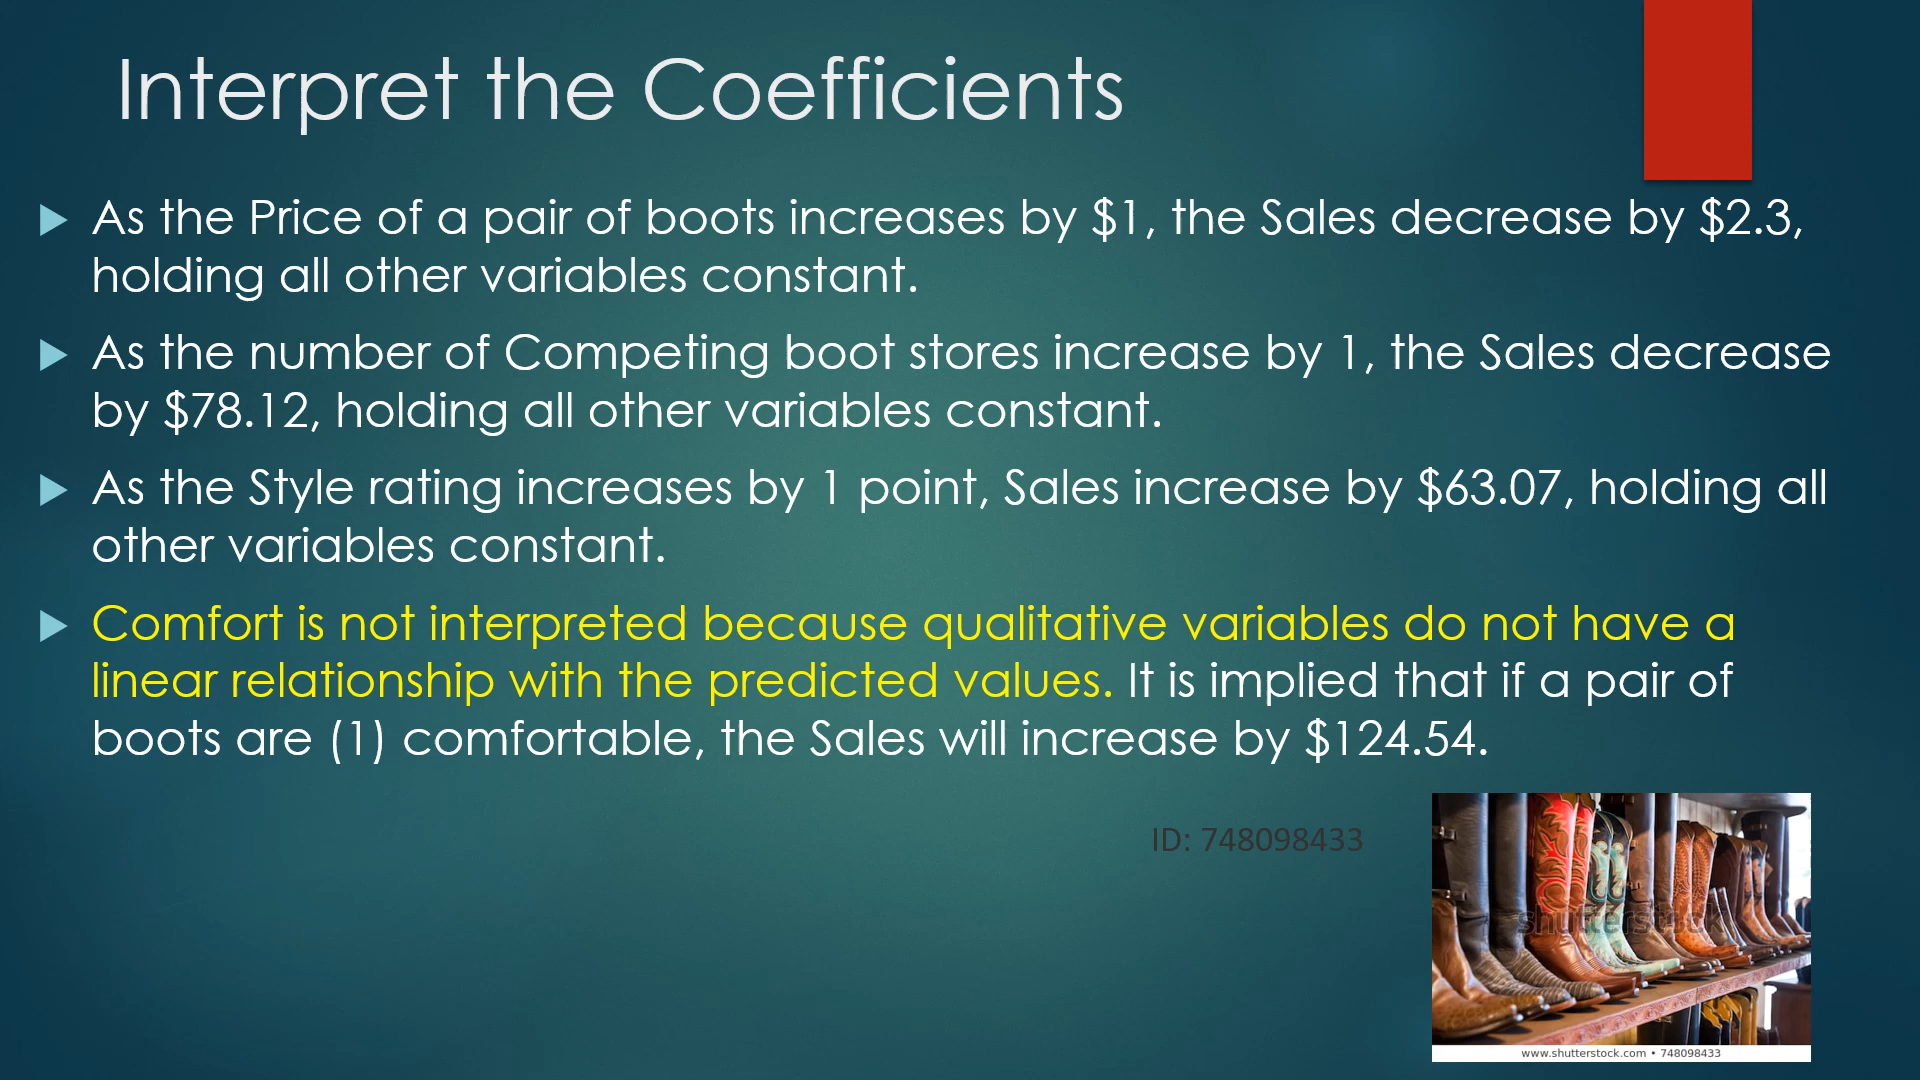 Interpret the Coefficients
As the Price of a pair of boots increases by $1, the Sales decrease by $2.3,
holding all other variables constant.
As the number of Competing boot stores increase by 1, the Sales decrease
by $78.12, holding all other variables constant.
As the Style rating increases by 1 point, Sales increase by $63.07, holding all
other variables constant.
Comfort is not interpreted because qualitative variables do not have a
linear relationship with the predicted values. It is implied that if a pair of
boots are (1) comfortable, the Sales will increase by $124.54.
ID: 748098433
shutterstock
www.shutterstock.com • 748098433